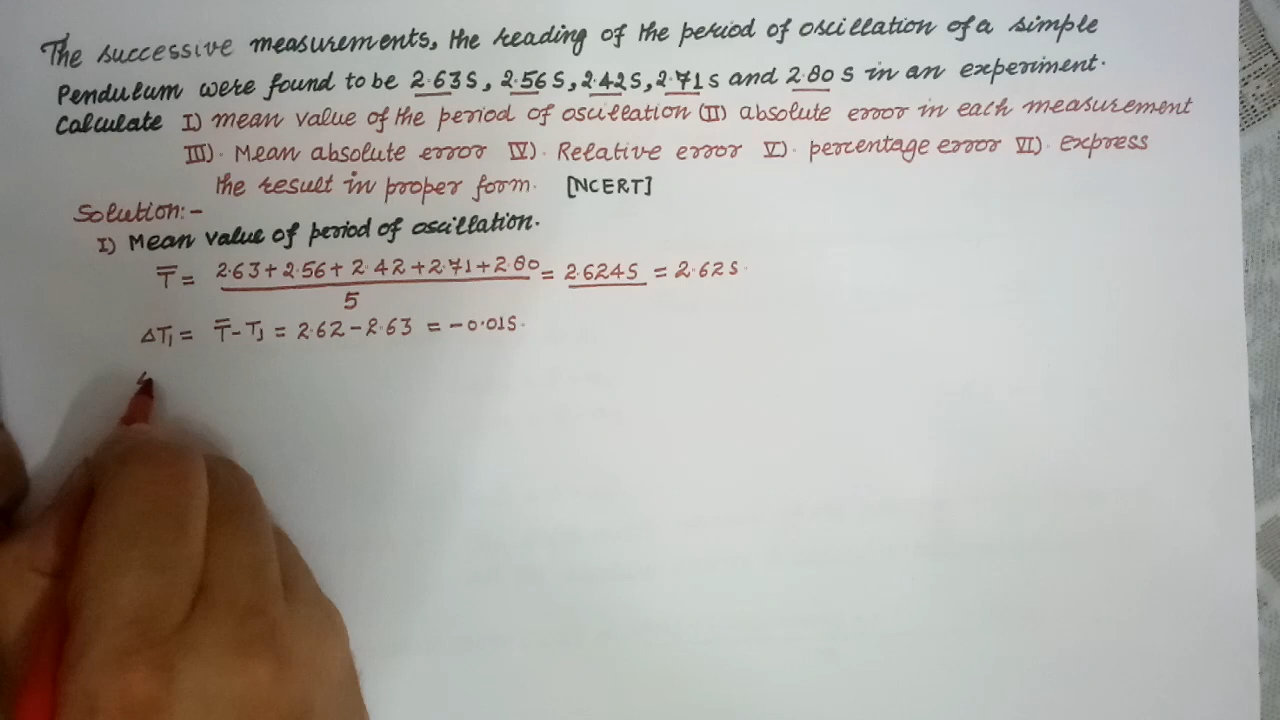 The successive measurements, the reading of the period of oscillation of a simple
Pendulum were found to be 2.63s, 2.56s, 2.42s, 2.71s and 2.80s in an experiment.
Calculate I) mean value of the period of oscillation (II) absolute error in each measurement
III). Mean absolute error IV). Relative error V). percentage error VI). express
the result in proper form. [NCERT]
Solution:-
I) Mean value of period of oscillation.
T̅ = 2.63+2.56+2.42+2.71+2.80 / 5 = 2.624S = 2.62s.
ΔT1 = T̅-T1 = 2.62-2.63 = -0.01s.